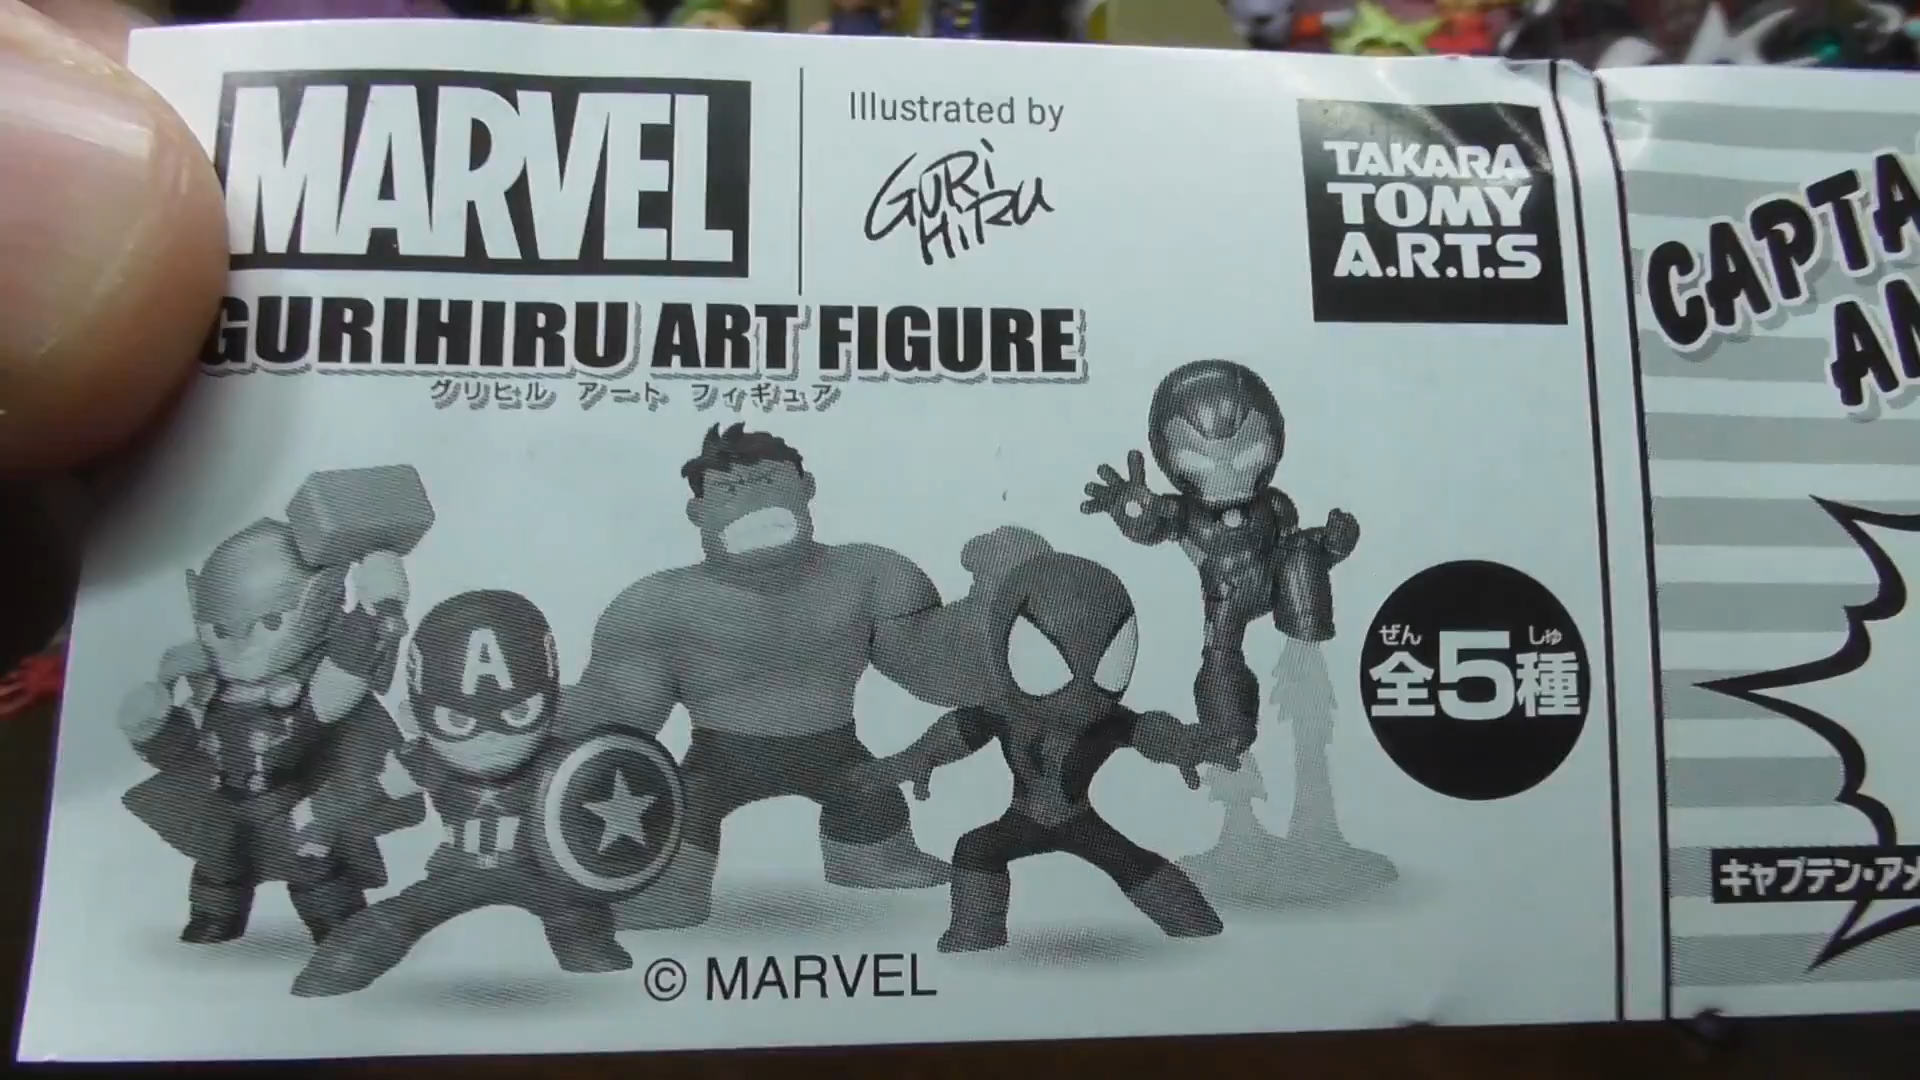 MARVEL
Illustrated by
GURiHiRU
TAKARA
TOMY
A.R.T.S
GURIHIRU ART FIGURE
グリヒル アート フィギュア
A
ぜん しゅ
全5種
© MARVEL
CAPTA
AM
キャプテン・アメ